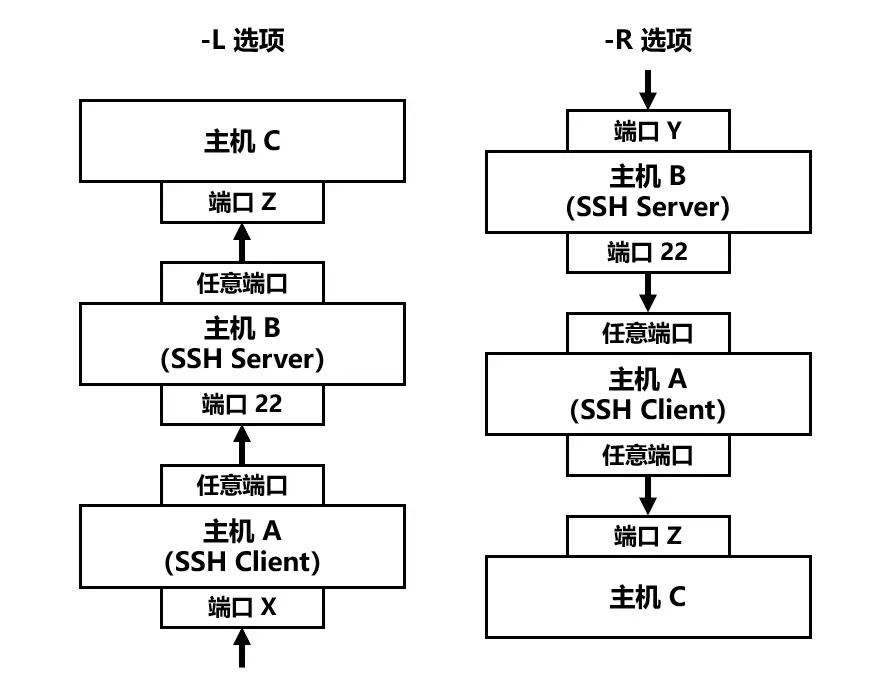 -L 选项
主机 C
端口 Z
任意端口
主机 B
(SSH Server)
端口 22
任意端口
主机 A
(SSH Client)
端口 X
-R 选项
端口 Y
主机 B
(SSH Server)
端口 22
任意端口
主机 A
(SSH Client)
任意端口
端口 Z
主机 C